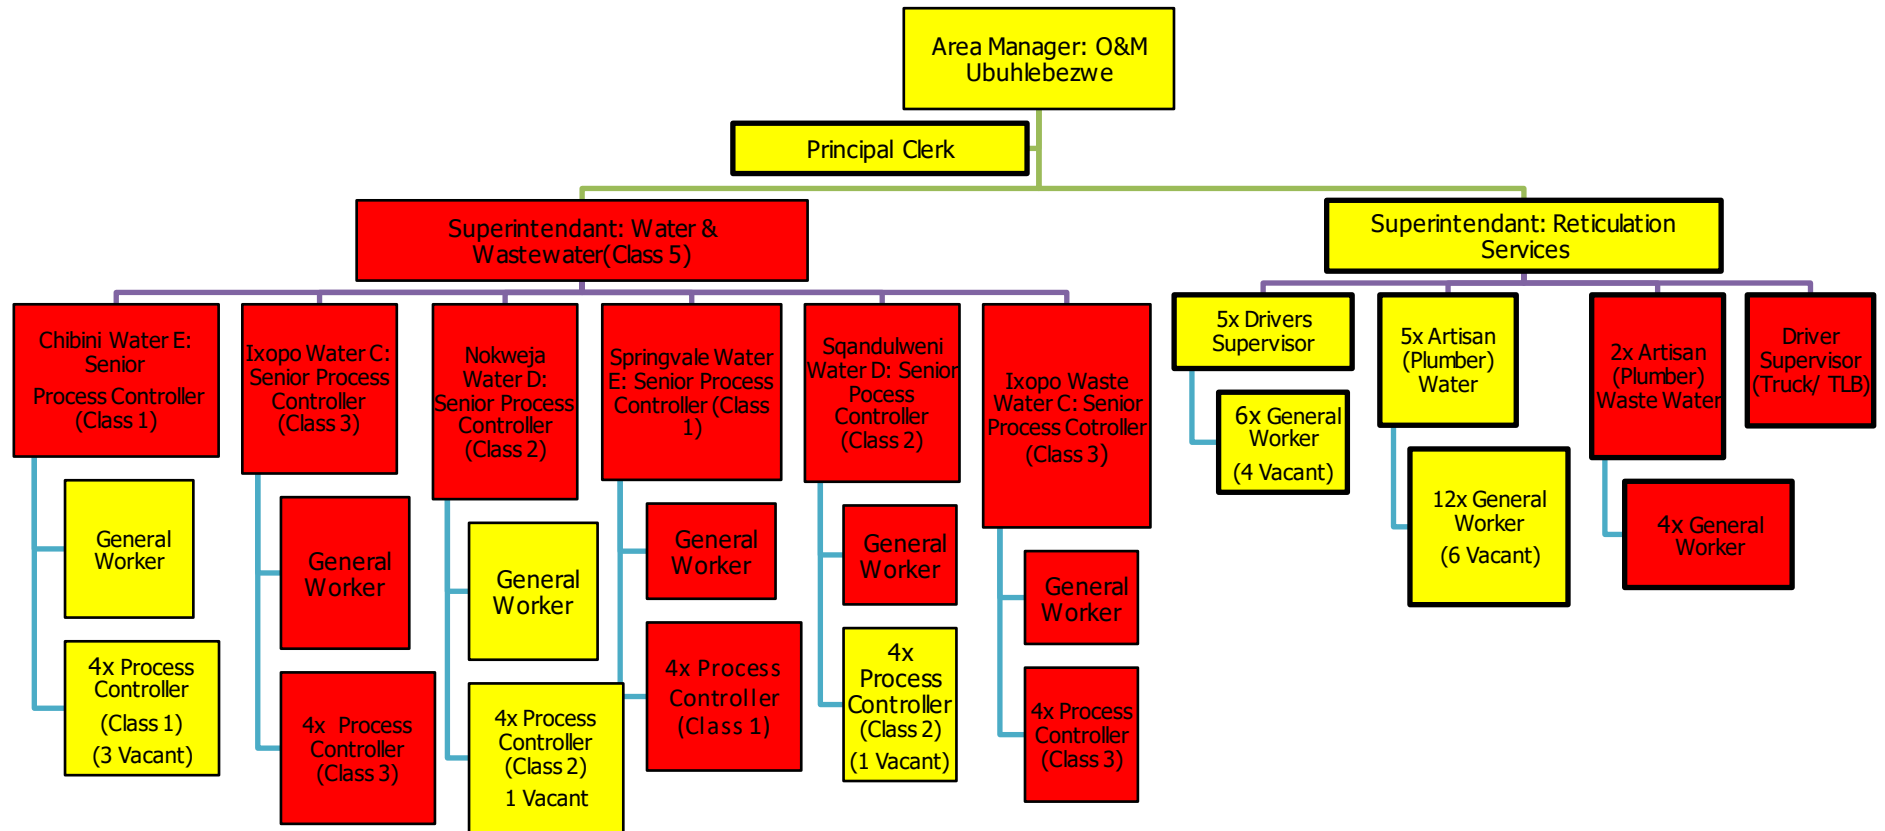 Area Manager: O&M
Ubuhlebezwe
Principal Clerk
Superintendant: Water &
Wastewater(Class 5)
Superintendant: Reticulation
Services
Chibini Water E:
Senior
Process Controller
(Class 1)
Ixopo Water C:
Senior Process
Controller
(Class 3)
Nokweja
Water D:
Senior Process
Controller
(Class 2)
Springvale Water
E: Senior Process
Controller (Class
1)
Sqandulweni
Water D: Senior
Pocess
Controller
(Class 2)
Ixopo Waste
Water C: Senior
Process Cotroller
(Class 3)
5x Drivers
Supervisor
5x Artisan
(Plumber)
Water
2x Artisan
(Plumber)
Waste Water
Driver
Supervisor
(Truck/ TLB)
General
Worker
General
Worker
General
Worker
General
Worker
General
Worker
General
Worker
6x General
Worker
(4 Vacant)
12x General
Worker
(6 Vacant)
4x General
Worker
4x Process
Controller
(Class 1)
(3 Vacant)
4x Process
Controller
(Class 3)
4x Process
Controller
(Class 2)
1 Vacant
4x Process
Controller
(Class 1)
4x
Process
Controller
(Class 2)
(1 Vacant)
4x Process
Controller
(Class 3)